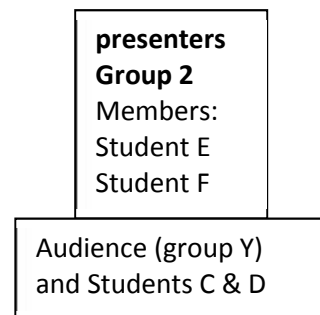 presenters
Group 2
Members:
Student E
Student F
Audience (group Y)
and Students C & D